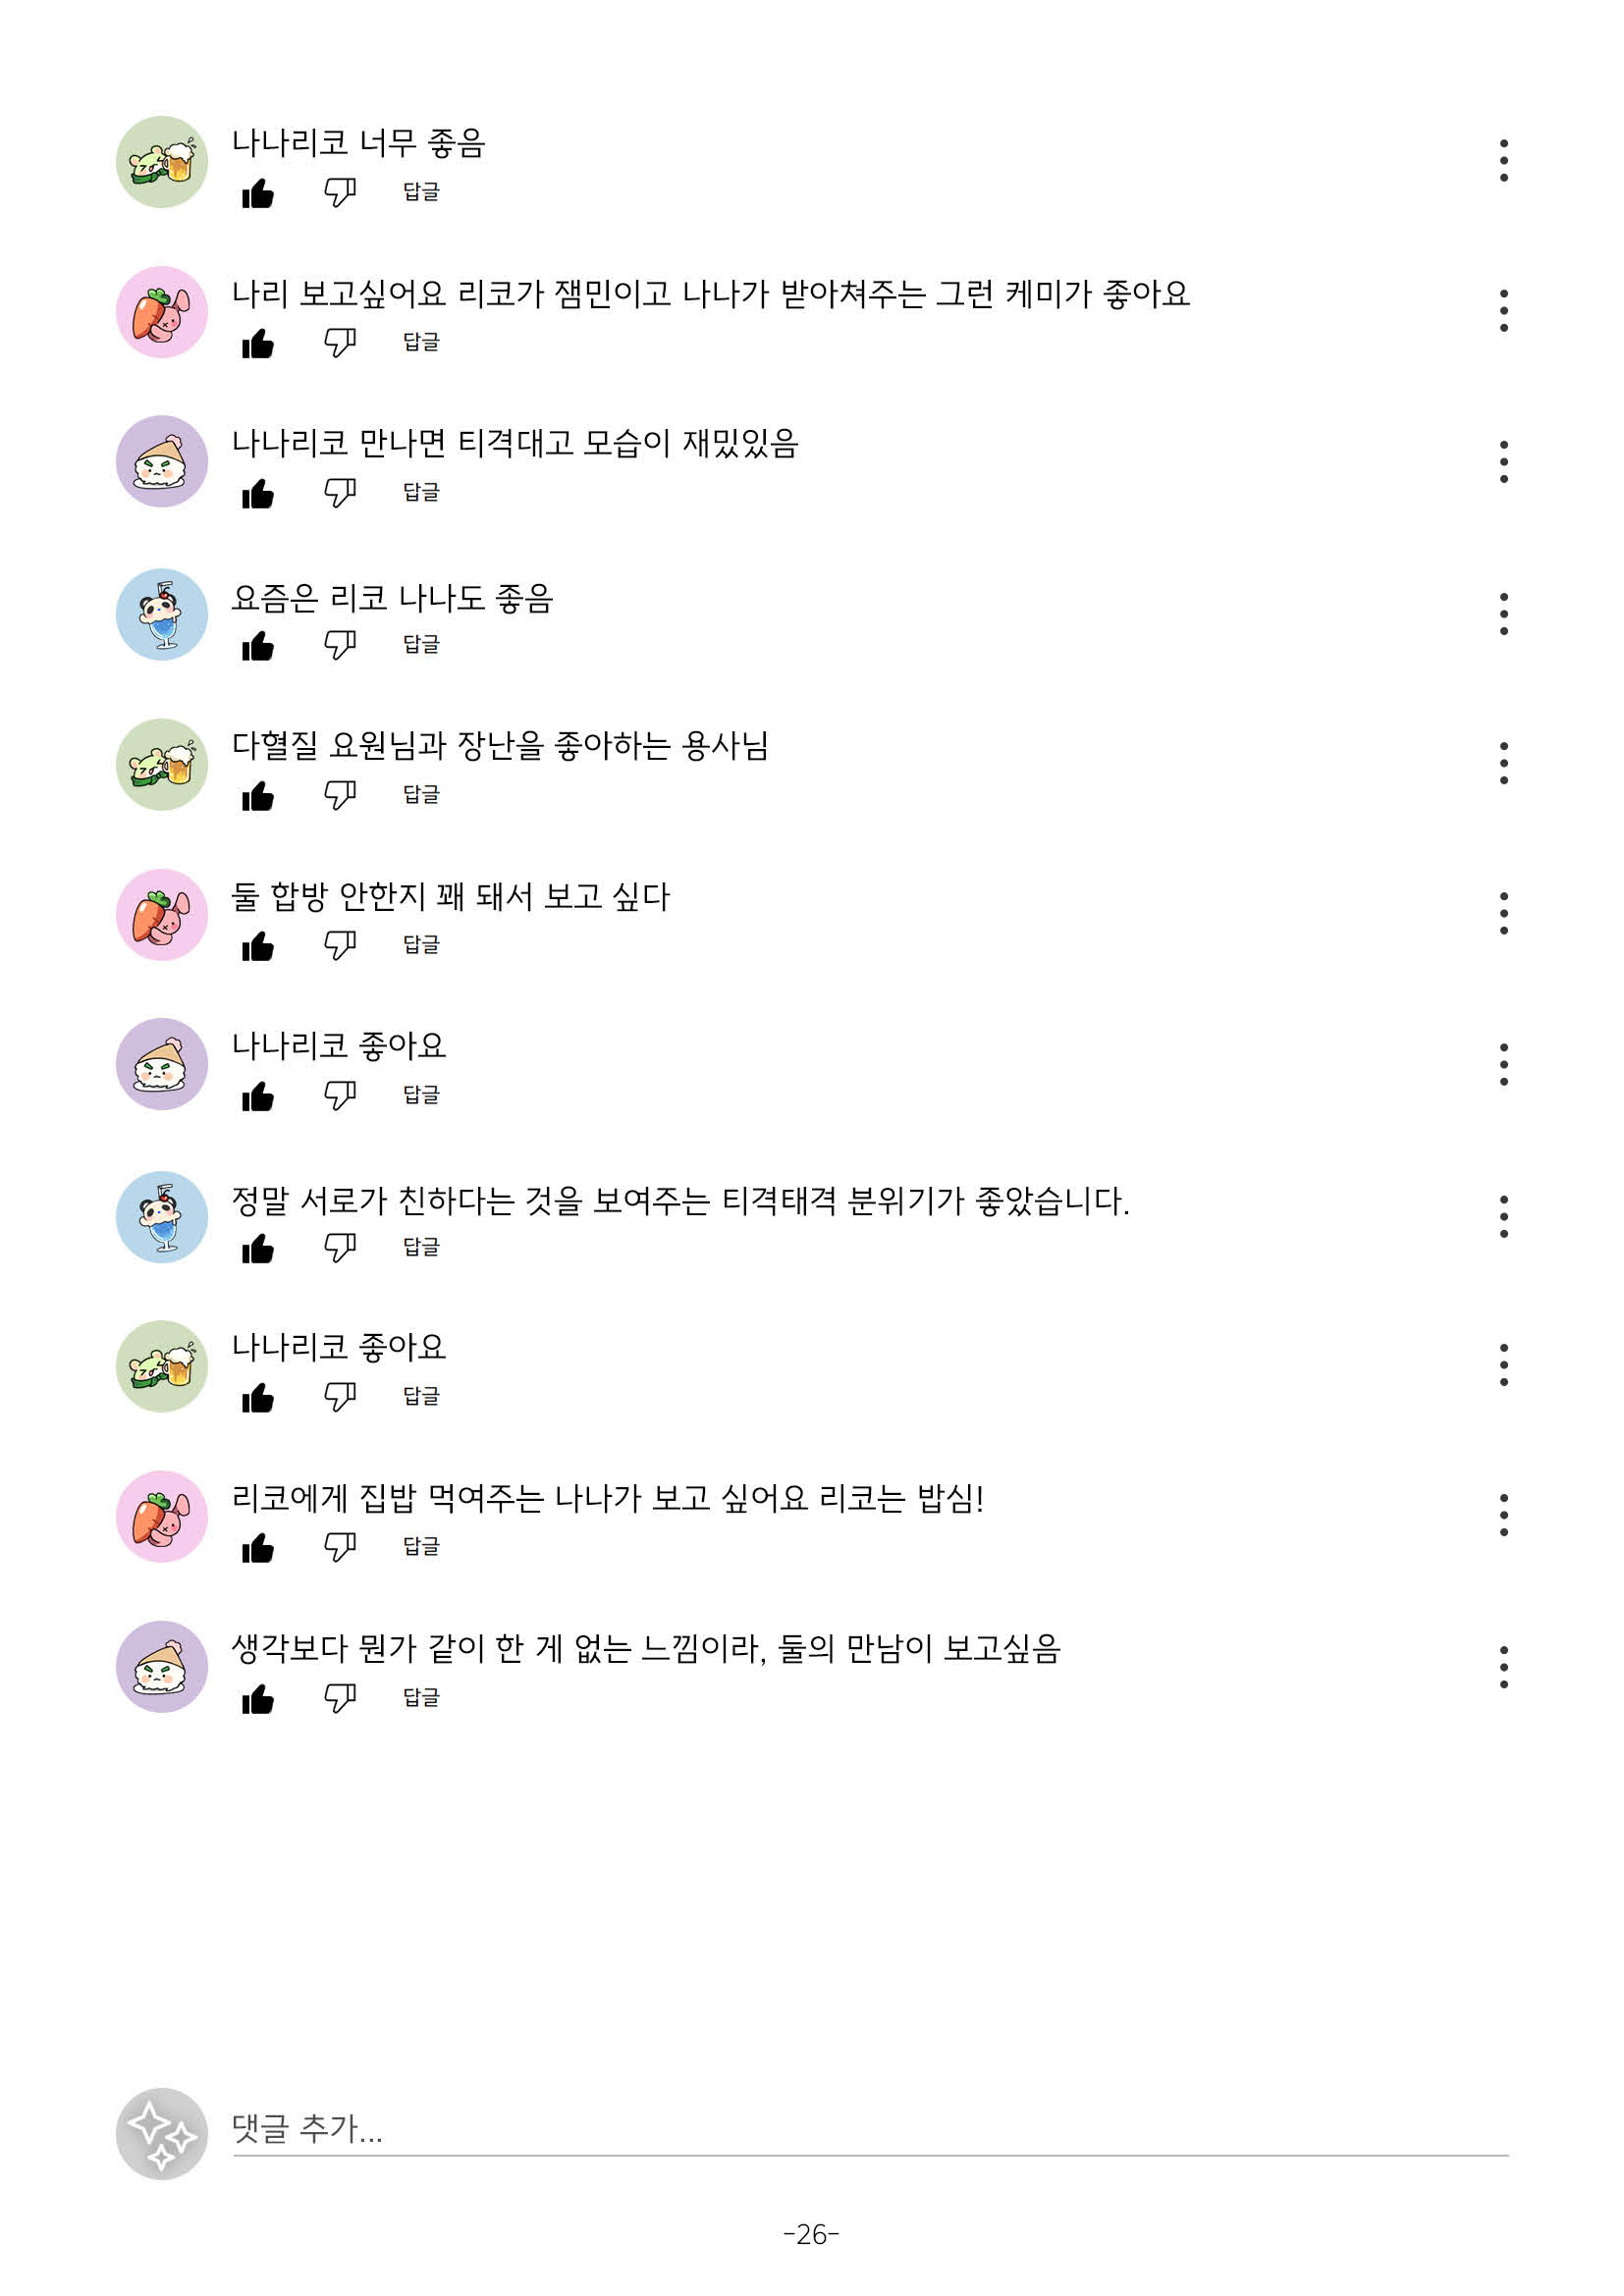 나나리코 너무 좋음
답글
나리 보고싶어요 리코가 잼민이고 나나가 받아쳐주는 그런 케미가 좋아요
답글
나나리코 만나면 티격대고 모습이 재밌있음
답글
요즘은 리코 나나도 좋음
답글
다혈질 요원님과 장난을 좋아하는 용사님
답글
둘 합방 안한지 꽤 돼서 보고 싶다
답글
나나리코 좋아요
답글
정말 서로가 친하다는 것을 보여주는 티격태격 분위기가 좋았습니다.
답글
나나리코 좋아요
답글
리코에게 집밥 먹여주는 나나가 보고 싶어요 리코는 밥심!
답글
생각보다 뭔가 같이 한 게 없는 느낌이라, 둘의 만남이 보고싶음
답글
댓글 추가...
-26-